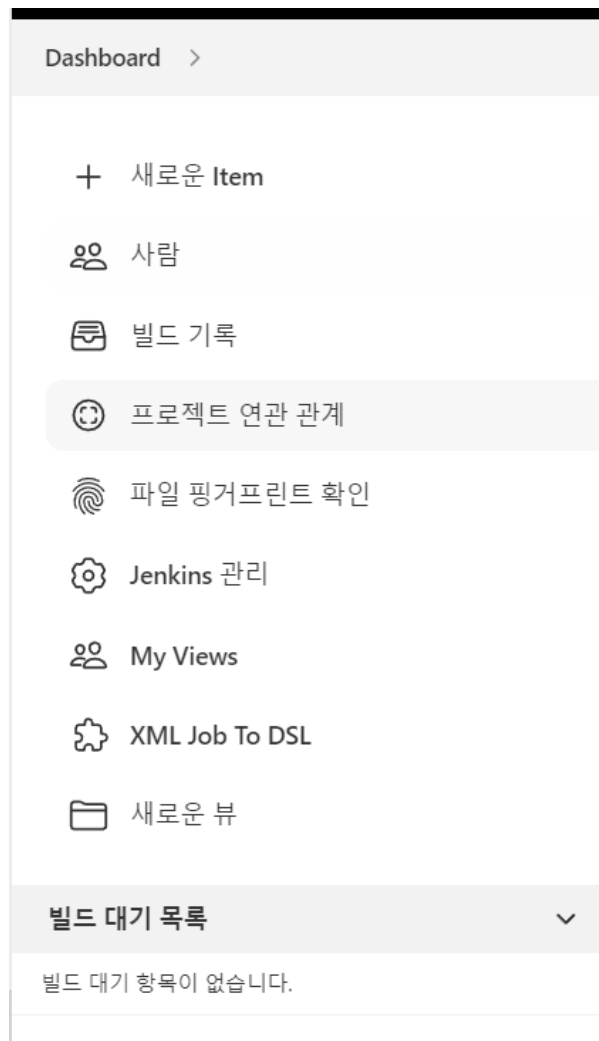 Dashboard
새로운 Item
사람
빌드 기록
프로젝트 연관 관계
파일 핑거프린트 확인
Jenkins 관리
My Views
XML Job To DSL
새로운 뷰
빌드 대기 목록
빌드 대기 항목이 없습니다.